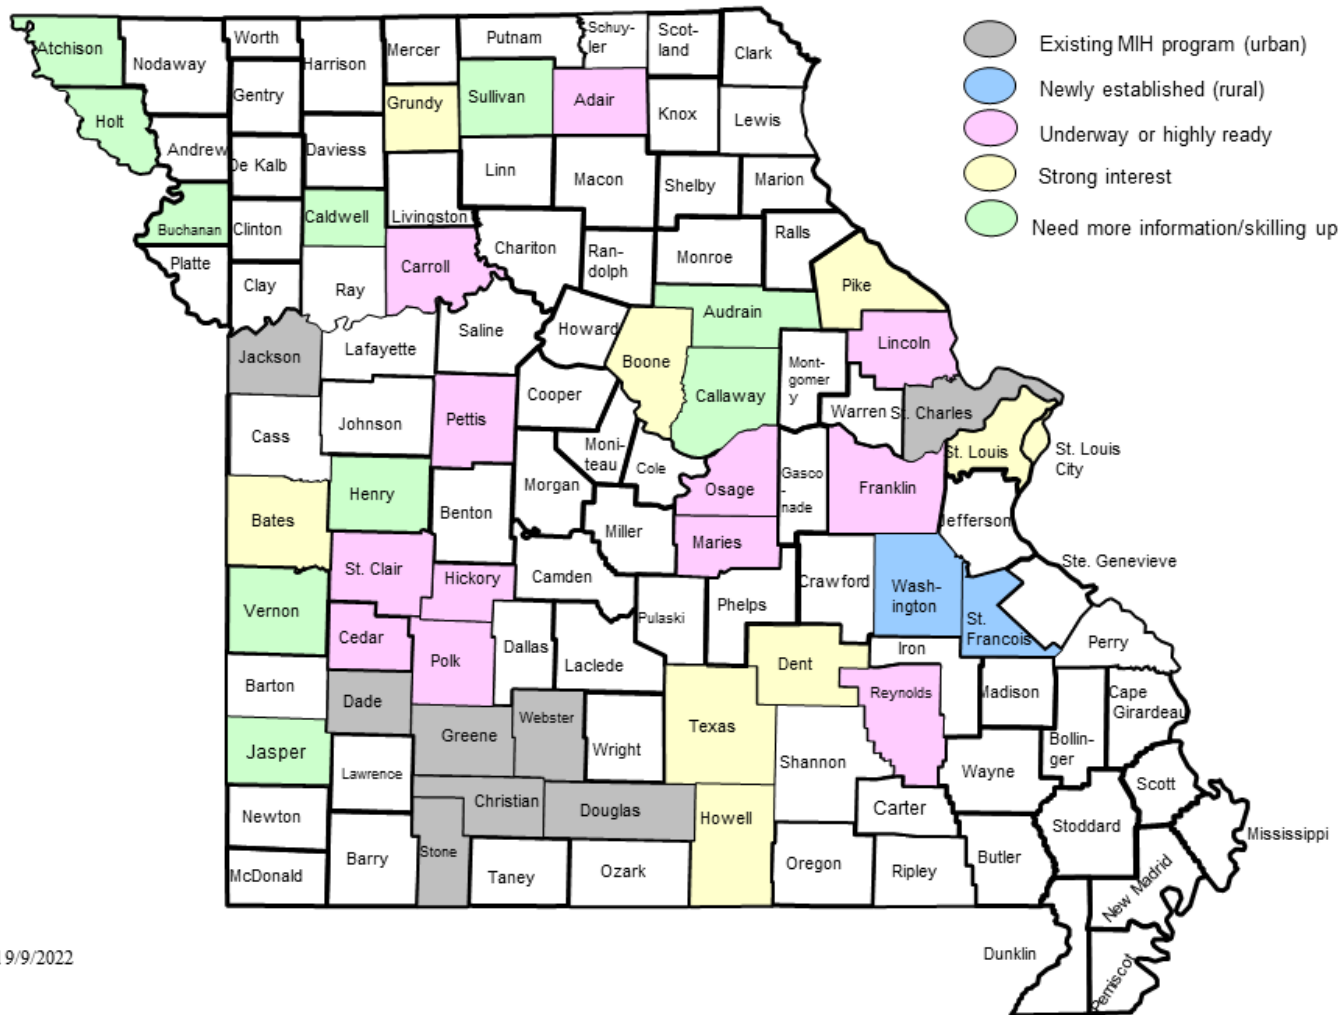 Atchison
Nodaway
Worth
Harrison
Mercer
Putnam
Schuy-
ler
Scot-
land
Clark
Existing MIH program (urban)
Newly established (rural)
Underway or highly ready
Strong interest
Need more information/skilling up
Gentry
Grundy
Sullivan
Adair
Knox
Lewis
Holt
Andrew
De Kalb
Daviess
Linn
Macon
Shelby
Marion
Buchanan
Clinton
Caldwell
Livingston
Chariton
Ran-
dolph
Monroe
Ralls
Platte
Clay
Ray
Carroll
Pike
Audrain
Lincoln
Jackson
Lafayette
Saline
Howard
Boone
Callaway
Mont-
gomer
y
Warren
St. Charles
Cass
Johnson
Pettis
Cooper
Moni-
teau
Cole
St. Louis
St. Louis
City
Henry
Benton
Morgan
Osage
Gasco
-nade
Franklin
Bates
Miller
Maries
Jefferson
St. Clair
Hickory
Camden
Pulaski
Phelps
Crawford
Wash-
ington
Ste. Genevieve
St.
Francois
Vernon
Cedar
Polk
Dallas
Laclede
Dent
Iron
Perry
Barton
Dade
Reynolds
Madison
Cape
Girardeau
Bollin-
ger
Jasper
Greene
Webster
Wright
Texas
Shannon
Wayne
Scott
Lawrence
Christian
Douglas
Howell
Carter
Stoddard
Mississippi
Newton
Barry
Stone
Taney
Ozark
Oregon
Ripley
Butler
McDonald
New Madrid
Dunklin
Pemiscot
19/9/2022